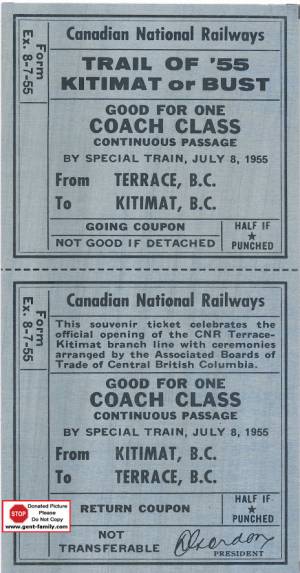 Form
Ex. 8-7-55
Canadian National Railways
TRAIL OF '55
KITIMAT or BUST
GOOD FOR ONE
COACH CLASS
CONTINUOUS PASSAGE
BY SPECIAL TRAIN, JULY 8, 1955
From TERRACE, B.C.
To KITIMAT, B.C.
GOING COUPON
NOT GOOD IF DETACHED
HALF IF
★
PUNCHED
Form
Ex. 8-7-55
Canadian National Railways
This souvenir ticket celebrates the
official opening of the CNR Terrace-
Kitimat branch line with ceremonies
arranged by the Associated Boards of
Trade of Central British Columbia.
GOOD FOR ONE
COACH CLASS
CONTINUOUS PASSAGE
BY SPECIAL TRAIN, JULY 8, 1955
From KITIMAT, B.C.
To TERRACE, B.C.
RETURN COUPON
HALF IF
★
PUNCHED
NOT
TRANSFERABLE
PRESIDENT
STOP
Donated Picture
Please
Do Not Copy
www.gent-family.com